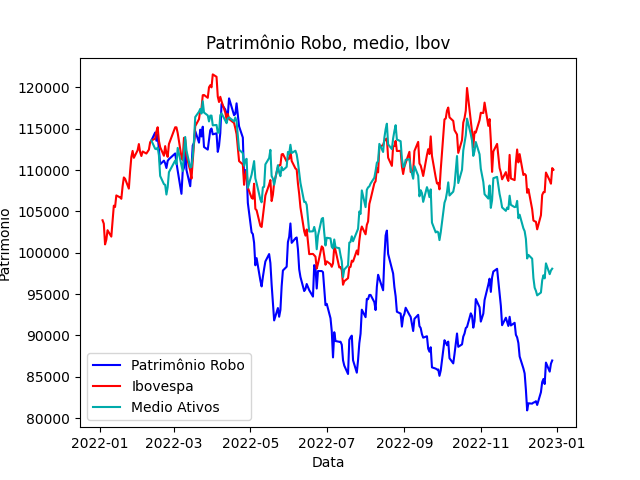 Patrimônio Robo, medio, Ibov
120000
115000
110000
105000
100000
95000
90000
85000
80000
Patrimonio
Patrimônio Robo
Ibovespa
Medio Ativos
2022-01 2022-03 2022-05 2022-07 2022-09 2022-11 2023-01
Data